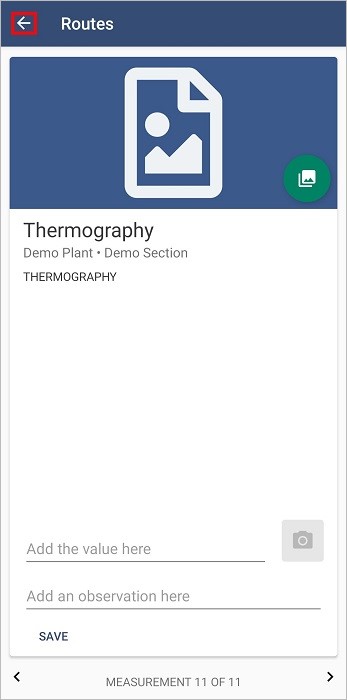 Routes
Thermography
Demo Plant • Demo Section
THERMOGRAPHY
Add the value here
Add an observation here
SAVE
MEASUREMENT 11 OF 11